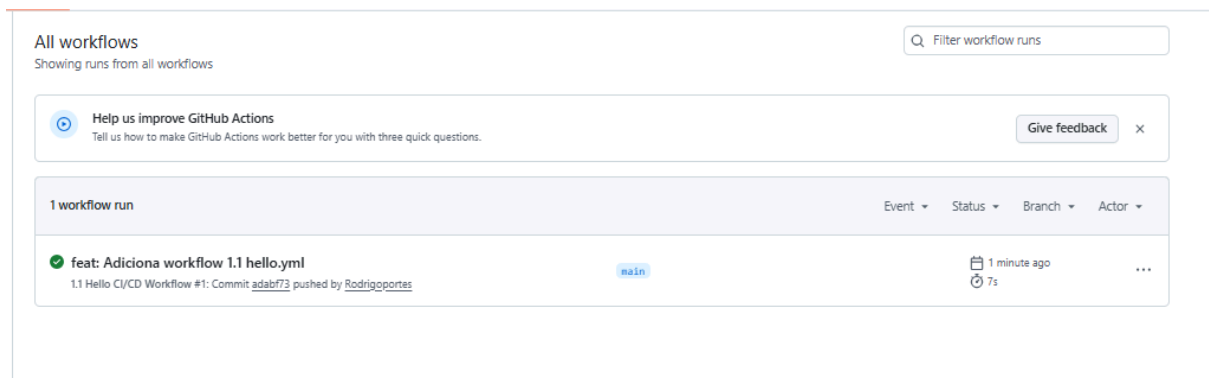 All workflows
Filter workflow runs
Showing runs from all workflows
Help us improve GitHub Actions
Tell us how to make GitHub Actions work better for you with three quick questions.
Give feedback
1 workflow run
Event Status Branch Actor
feat: Adiciona workflow 1.1 hello.yml
main
1 minute ago
1.1 Hello CI/CD Workflow #1: Commit adabf73 pushed by Rodrigoportes
7s